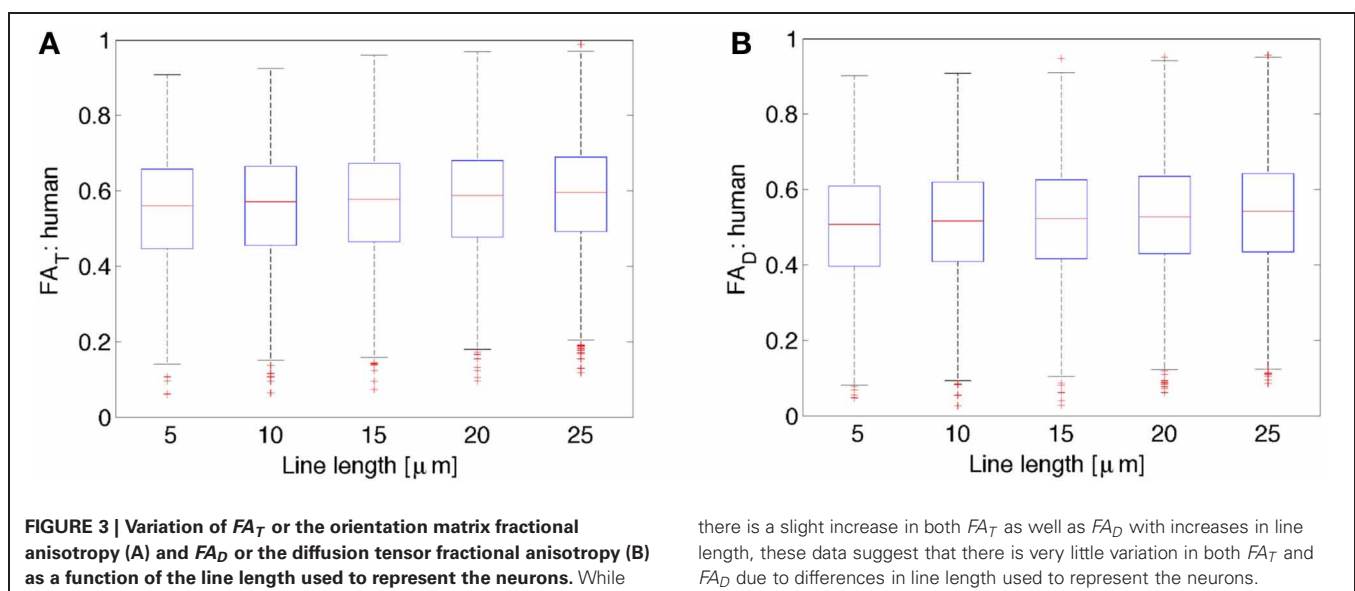 A
1
0.8
0.6
0.4
0.2
0
FA_T: human
5 10 15 20 25
Line length [μ m]
B
1
0.8
0.6
0.4
0.2
0
FA_D: human
5 10 15 20 25
Line length [μ m]
FIGURE 3 | Variation of FA_T or the orientation matrix fractional
anisotropy (A) and FA_D or the diffusion tensor fractional anisotropy (B)
as a function of the line length used to represent the neurons. While
there is a slight increase in both FA_T as well as FA_D with increases in line
length, these data suggest that there is very little variation in both FA_T and
FA_D due to differences in line length used to represent the neurons.